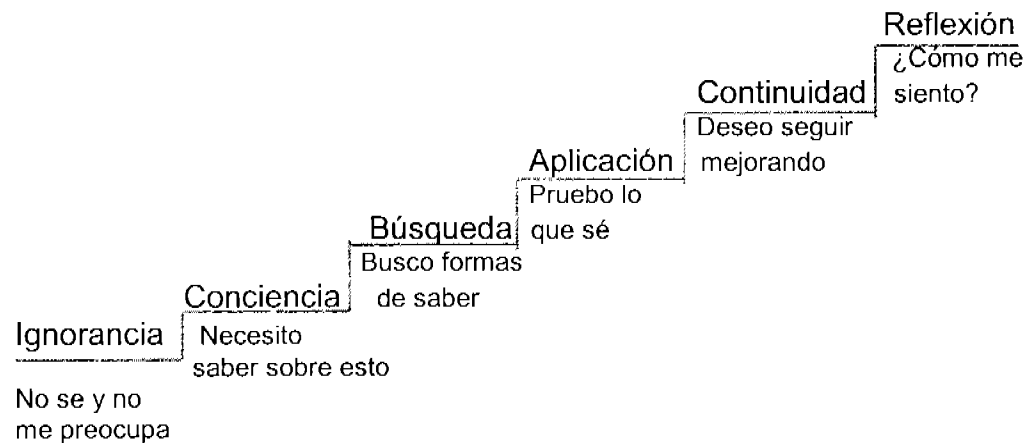 Ignorancia
No se y no
me preocupa
Conciencia
Necesito
saber sobre esto
Búsqueda
Busco formas
de saber
Aplicación
Pruebo lo
que sé
Continuidad
Deseo seguir
mejorando
Reflexión
¿Cómo me
siento?